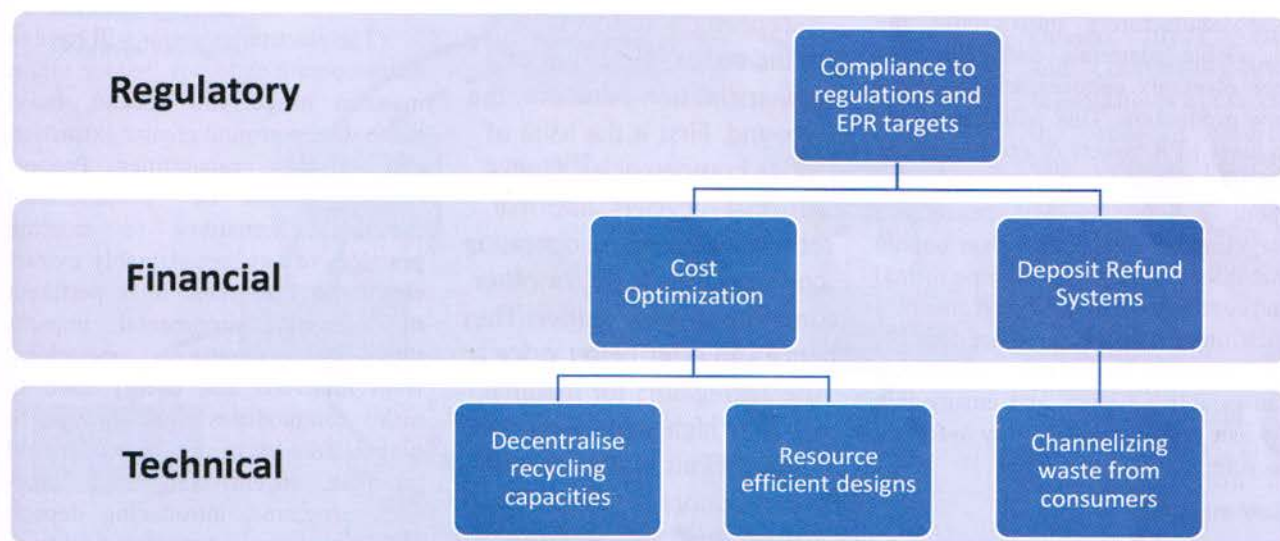 Regulatory
Compliance to
regulations and
EPR targets
Financial
Cost
Optimization
Deposit Refund
Systems
Technical
Decentralise
recycling
capacities
Resource
efficient designs
Channelizing
waste from
consumers